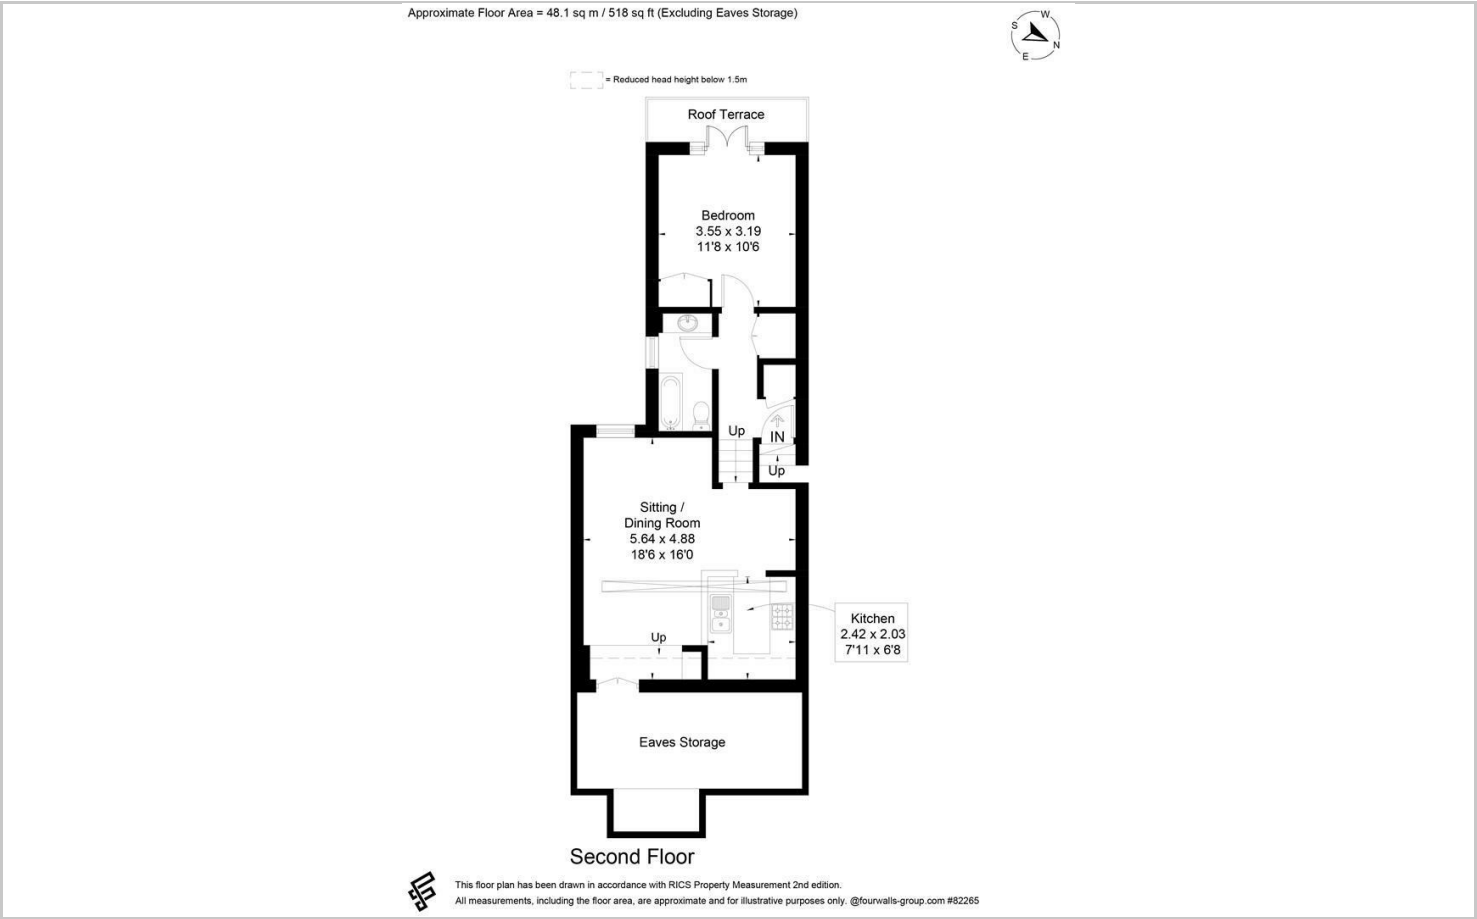 Approximate Floor Area = 48.1 sq m / 518 sq ft (Excluding Eaves Storage)
S W
E N
= Reduced head height below 1.5m
Roof Terrace
Bedroom
3.55 x 3.19
11'8 x 10'6
Up
IN
Up
Sitting /
Dining Room
5.64 x 4.88
18'6 x 16'0
Kitchen
2.42 x 2.03
7'11 x 6'8
Up
Eaves Storage
Second Floor
This floor plan has been drawn in accordance with RICS Property Measurement 2nd edition.
All measurements, including the floor area, are approximate and for illustrative purposes only. @fourwalls-group.com #82265